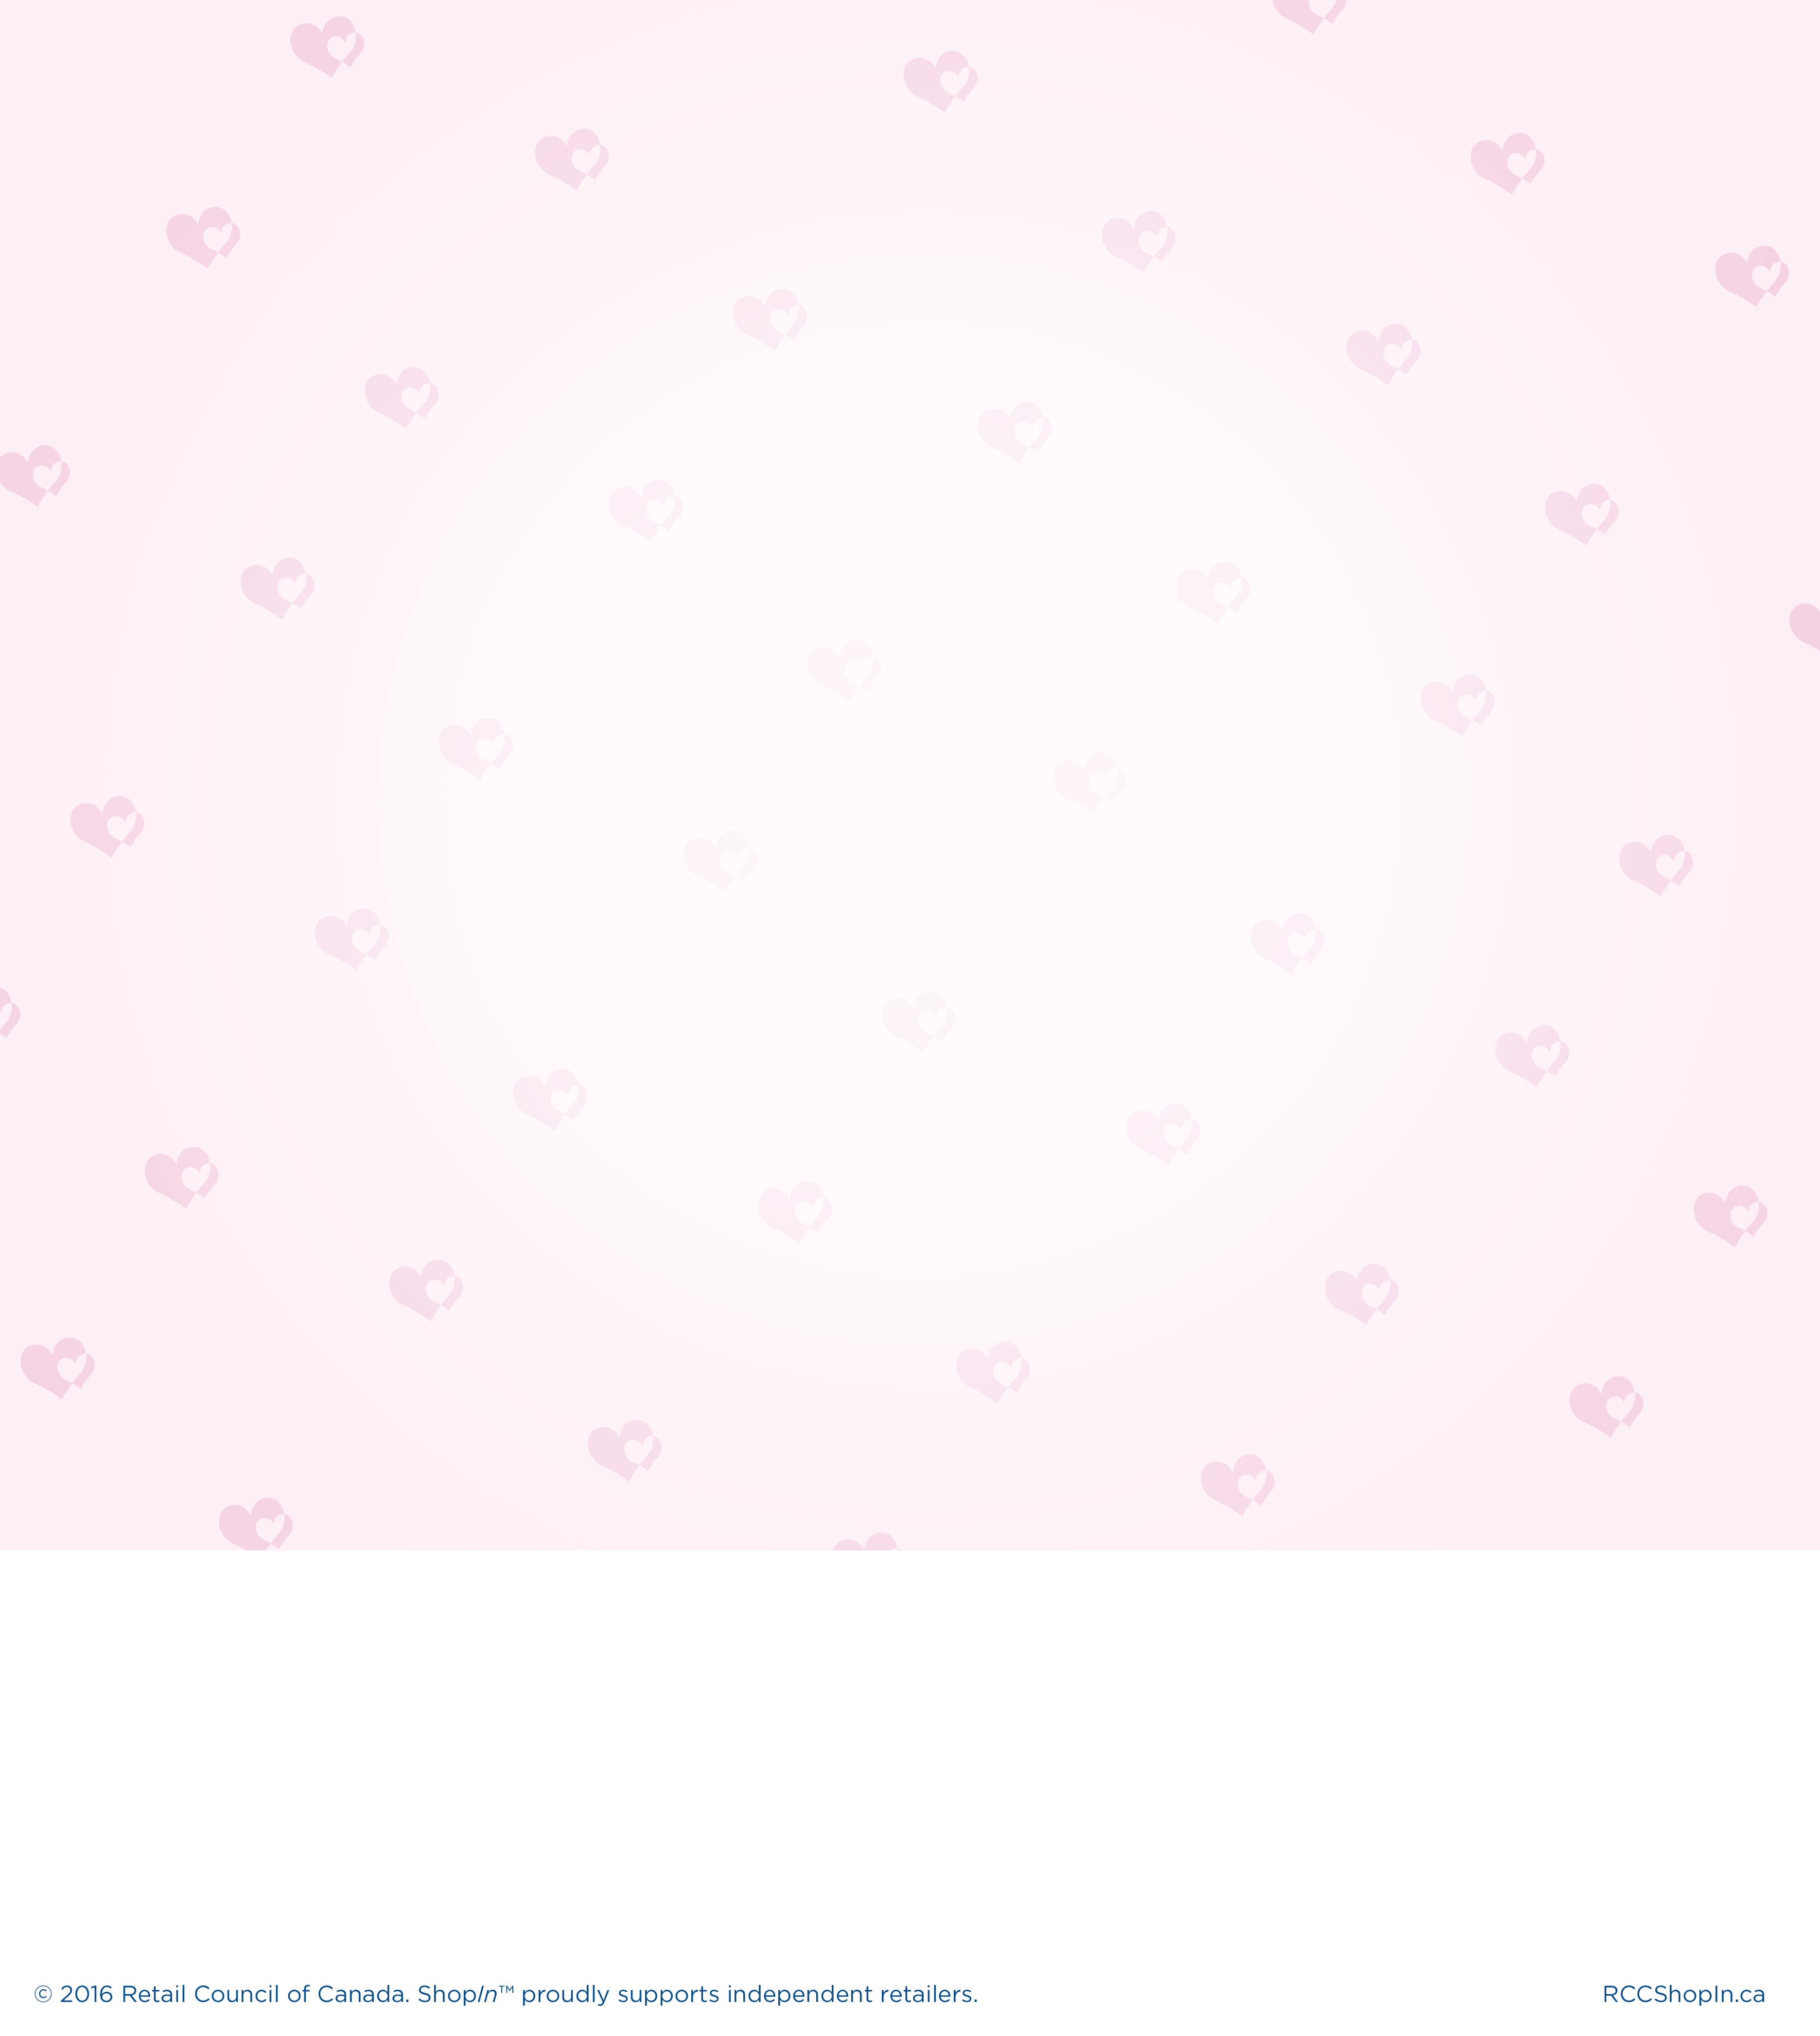 © 2016 Retail Council of Canada. ShopIn™ proudly supports independent retailers.
RCCShopIn.ca